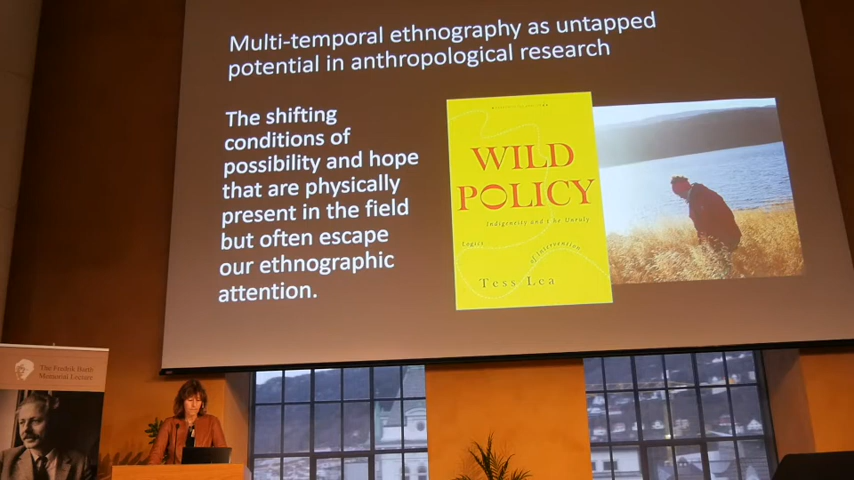 Multi-temporal ethnography as untapped
potential in anthropological research
The shifting
conditions of
possibility and hope
that are physically
present in the field
but often escape
our ethnographic
attention.
WILD
POLICY
Indigeneity and the Unruly
Logics
of Intervention
Tess Lea
The Fredrik Barth
Memorial Lecture